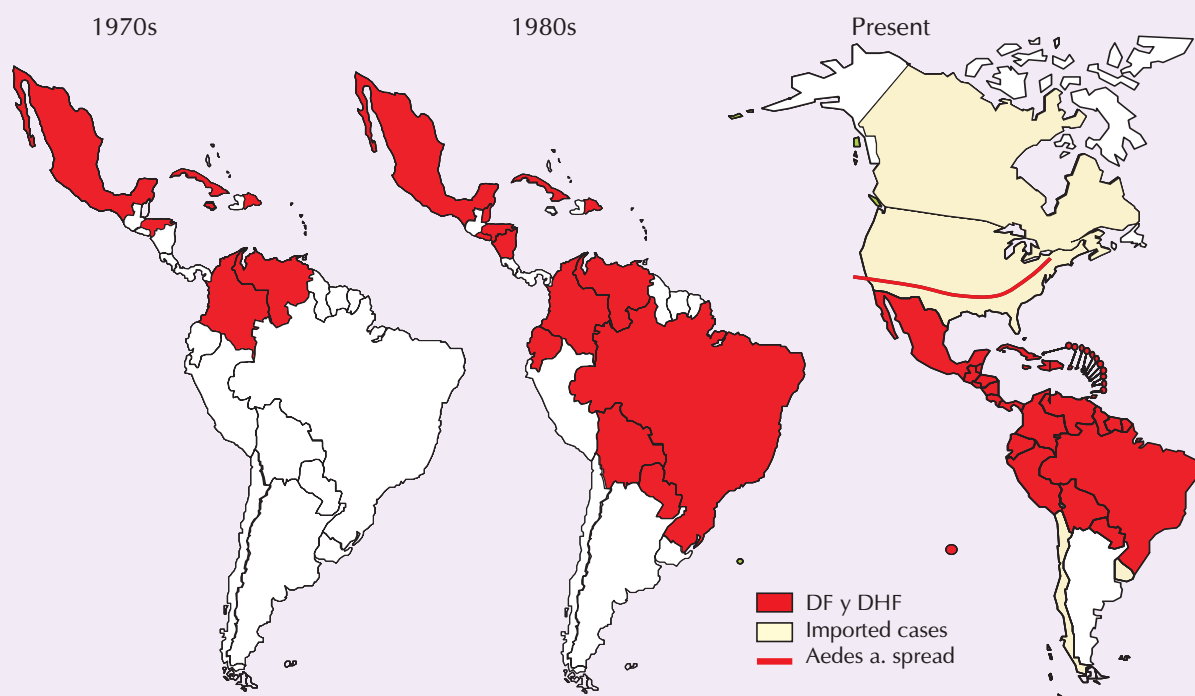 1970s
1980s
Present
DF y DHF
Imported cases
Aedes a. spread